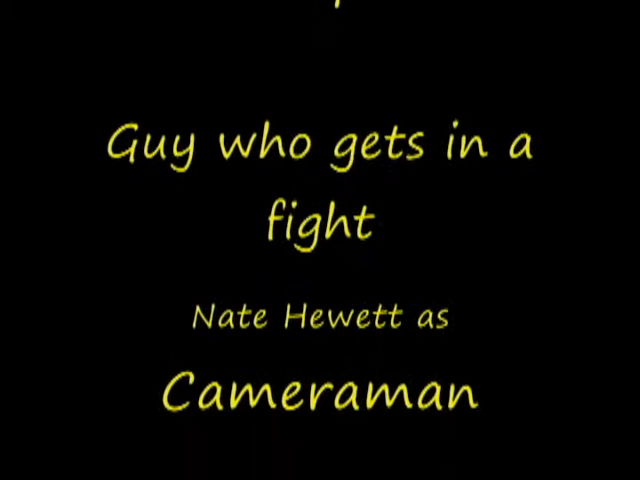 Guy who gets in a
fight
Nate Hewett as
Cameraman